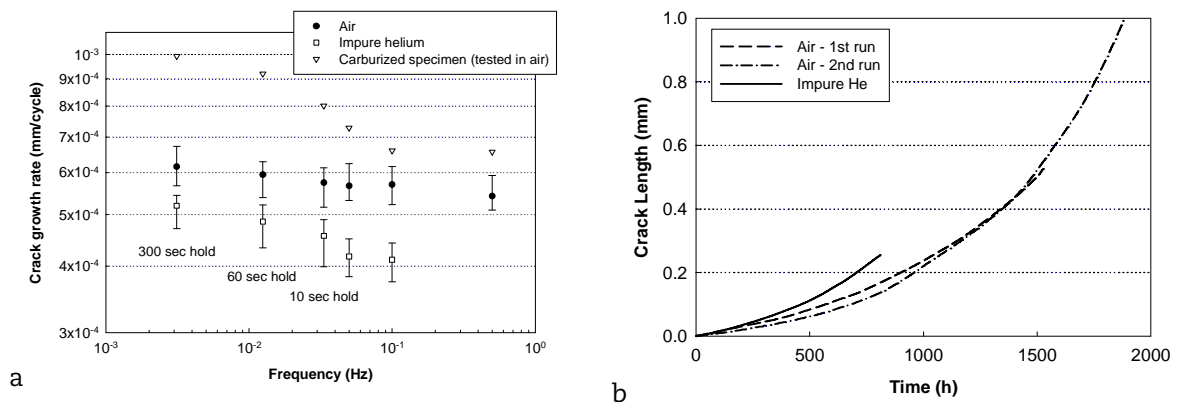 Air
Impure helium
Carburized specimen (tested in air)
10⁻³
9x10⁻⁴
8x10⁻⁴
7x10⁻⁴
6x10⁻⁴
5x10⁻⁴
4x10⁻⁴
3x10⁻⁴
Crack growth rate (mm/cycle)
300 sec hold
60 sec hold
10 sec hold
10⁻³ 10⁻² 10⁻¹ 10⁰
Frequency (Hz)
a
Air - 1st run
Air - 2nd run
Impure He
1.0
0.8
0.6
0.4
0.2
0.0
Crack Length (mm)
0 500 1000 1500 2000
Time (h)
b